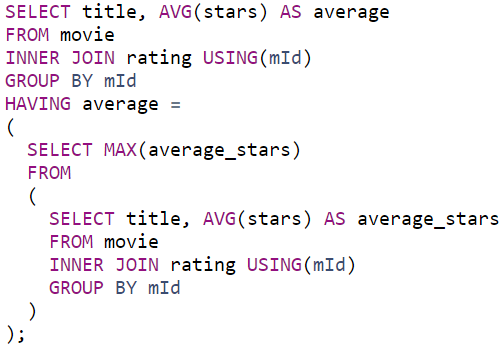 SELECT title, AVG(stars) AS average
FROM movie
INNER JOIN rating USING(mId)
GROUP BY mId
HAVING average =
(
  SELECT MAX(average_stars)
  FROM
  (
    SELECT title, AVG(stars) AS average_stars
    FROM movie
    INNER JOIN rating USING(mId)
    GROUP BY mId
  )
);